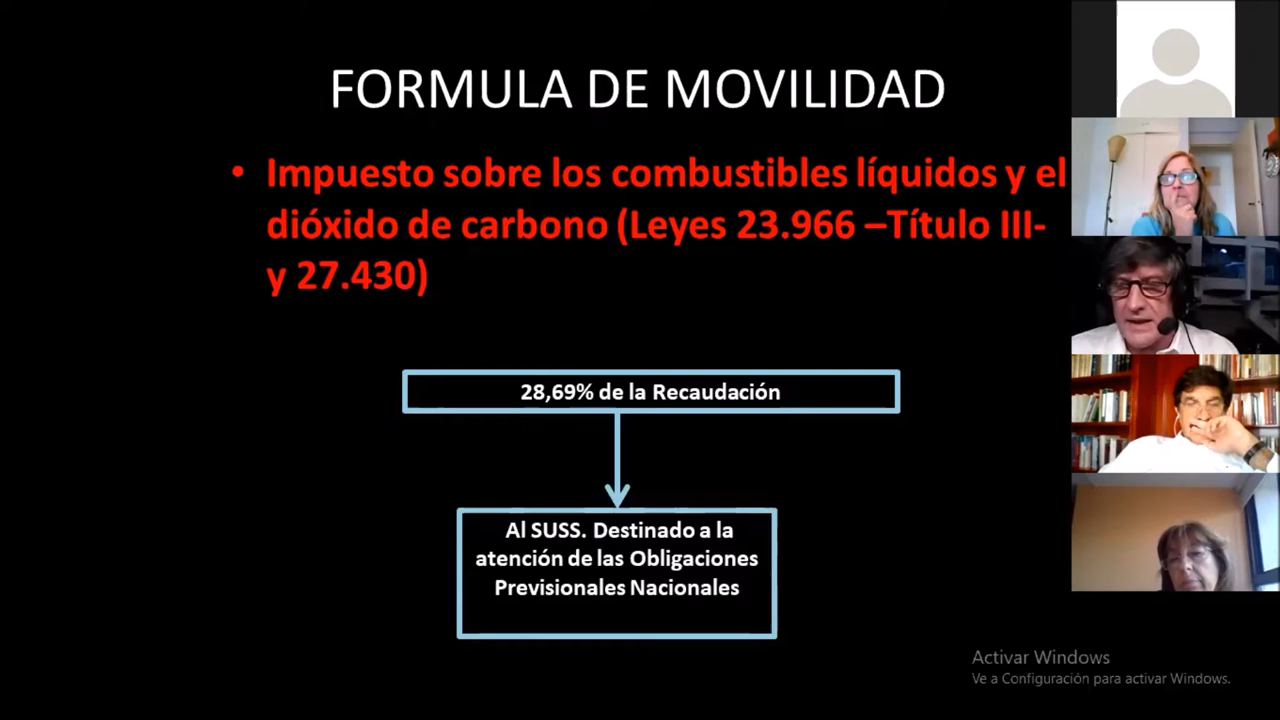 FORMULA DE MOVILIDAD
• Impuesto sobre los combustibles líquidos y el
dióxido de carbono (Leyes 23.966 –Título III-
y 27.430)
28,69% de la Recaudación
Al SUSS. Destinado a la
atención de las Obligaciones
Previsionales Nacionales
Activar Windows
Ve a Configuración para activar Windows.